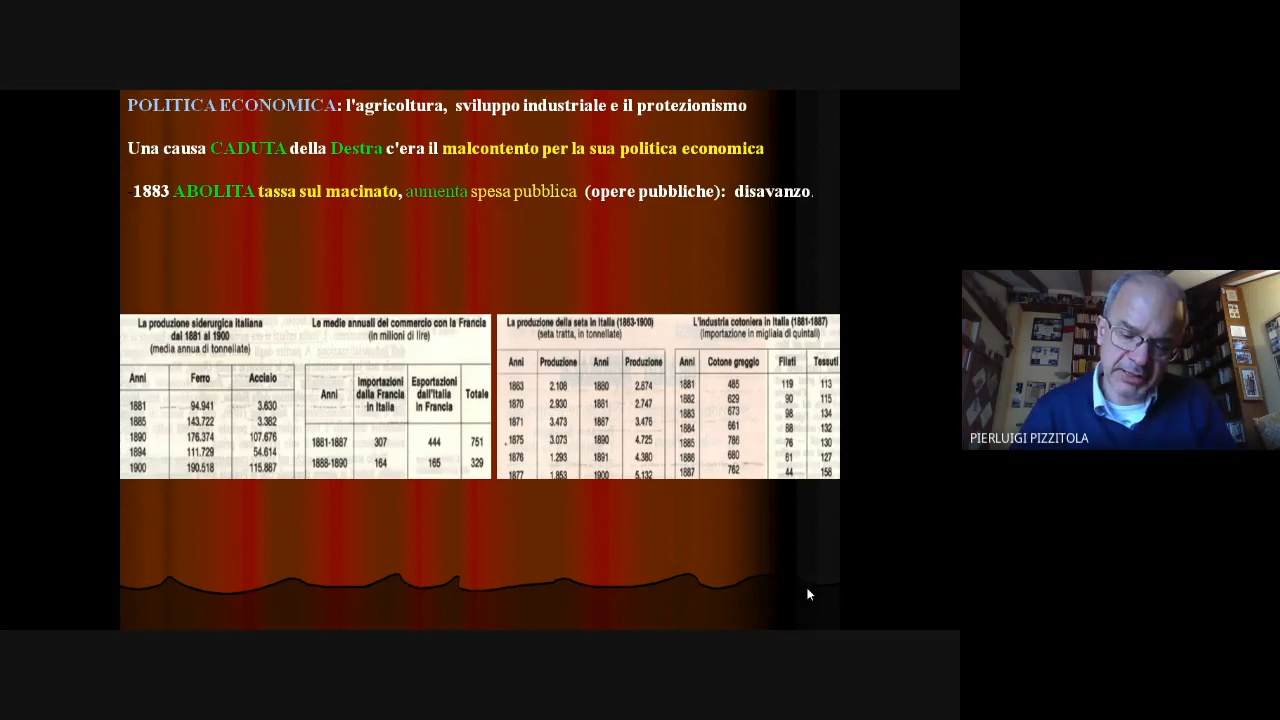 POLITICA ECONOMICA: l'agricoltura, sviluppo industriale e il protezionismo
Una causa CADUTA della Destra c'era il malcontento per la sua politica economica
-1883 ABOLITA tassa sul macinato, aumenta spesa pubblica (opere pubbliche): disavanzo.
La produzione siderurgica italiana
dal 1881 al 1900
(media annua di tonnellate)
Anni Ferro Acciaio
1881 94.941 3.630
1885 143.722 3.382
1890 176.374 107.676
1894 111.729 54.614
1900 190.518 115.887
Le medie annuali del commercio con la Francia
(in milioni di lire)
Anni Importazioni dalla Francia in Italia Esportazioni dall'Italia in Francia Totale
1881-1887 307 444 751
1888-1890 164 165 329
La produzione della seta in Italia (1863-1900)
(seta tratta, in tonnellate)
Anni Produzione Anni Produzione
1863 2.108 1880 2.874
1870 2.930 1881 2.747
1871 3.473 1887 3.476
1875 3.073 1890 4.725
1876 1.293 1891 4.380
1877 1.853 1900 5.132
L'industria cotoniera in Italia (1881-1887)
(importazione in migliaia di quintali)
Anni Cotone greggio Filati Tessuti
1881 485 119 113
1882 629 90 115
1883 673 98 134
1884 661 88 132
1885 786 76 130
1886 680 61 127
1887 762 44 158
PIERLUIGI PIZZITOLA